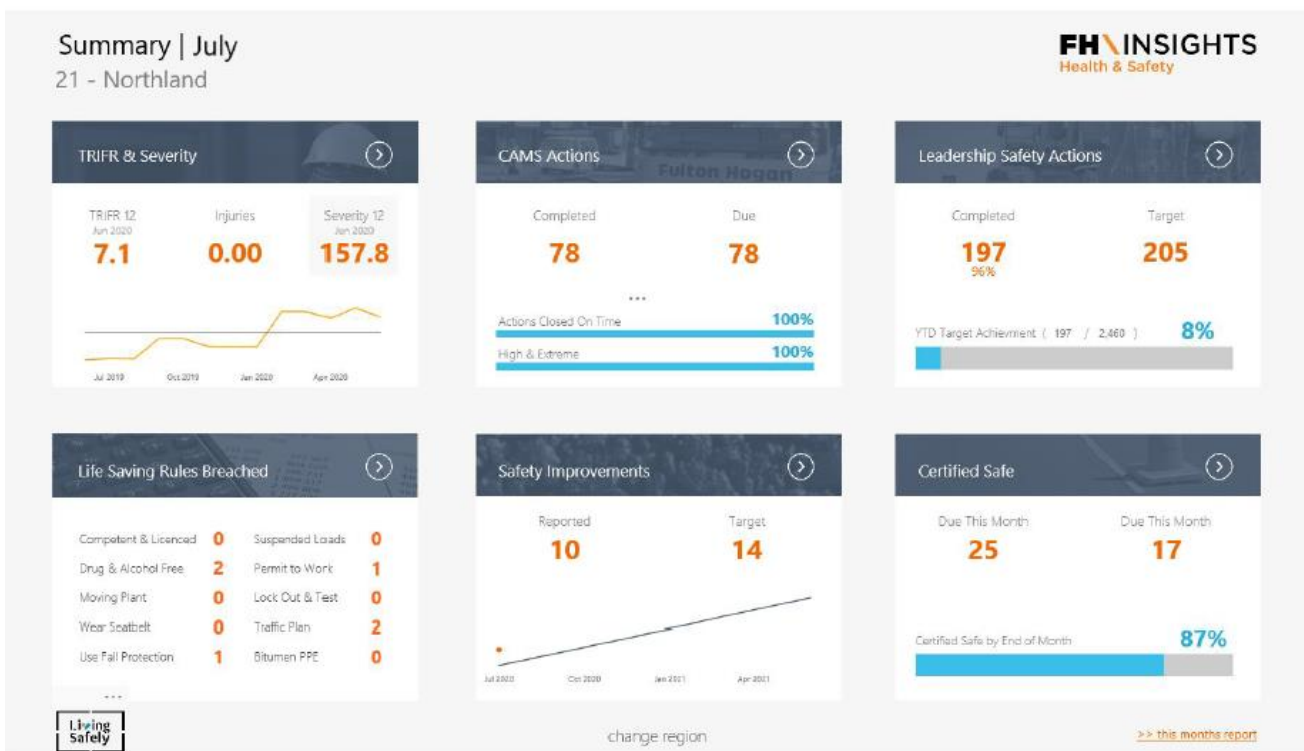 Summary | July
21 - Northland
FH\INSIGHTS
Health & Safety
TRIFR & Severity
TRIFR 12
Jun 2020
7.1
Injuries
0.00
Severity 12
Jun 2020
157.8
Jul 2019 Oct 2019 Jan 2020 Apr 2020
CAMS Actions
Fulton Hogan
Completed
78
Due
78
...
Actions Closed On Time 100%
High & Extreme 100%
Leadership Safety Actions
Completed
197
96%
Target
205
YTD Target Achievment ( 197 / 2,460 ) 8%
Life Saving Rules Breached
Competent & Licenced 0 Suspended Loads 0
Drug & Alcohol Free 2 Permit to Work 1
Moving Plant 0 Lock Out & Test 0
Wear Seatbelt 0 Traffic Plan 2
Use Fall Protection 1 Bitumen PPE 0
...
Safety Improvements
Reported
10
Target
14
Jul 2020 Oct 2020 Jan 2021 Apr 2021
Certified Safe
Due This Month
25
Due This Month
17
Certified Safe by End of Month 87%
Living
Safely
change region
>> this months report